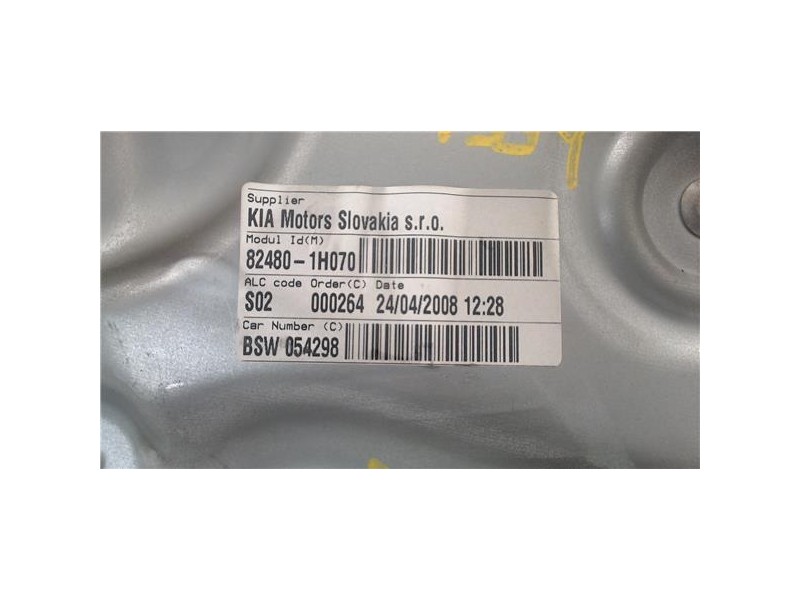 Supplier
KIA Motors Slovakia s.r.o.
Modul Id(M)
82480-1H070
ALC code Order(C) Date
S02 000264 24/04/2008 12:28
Car Number (C)
BSW 054298